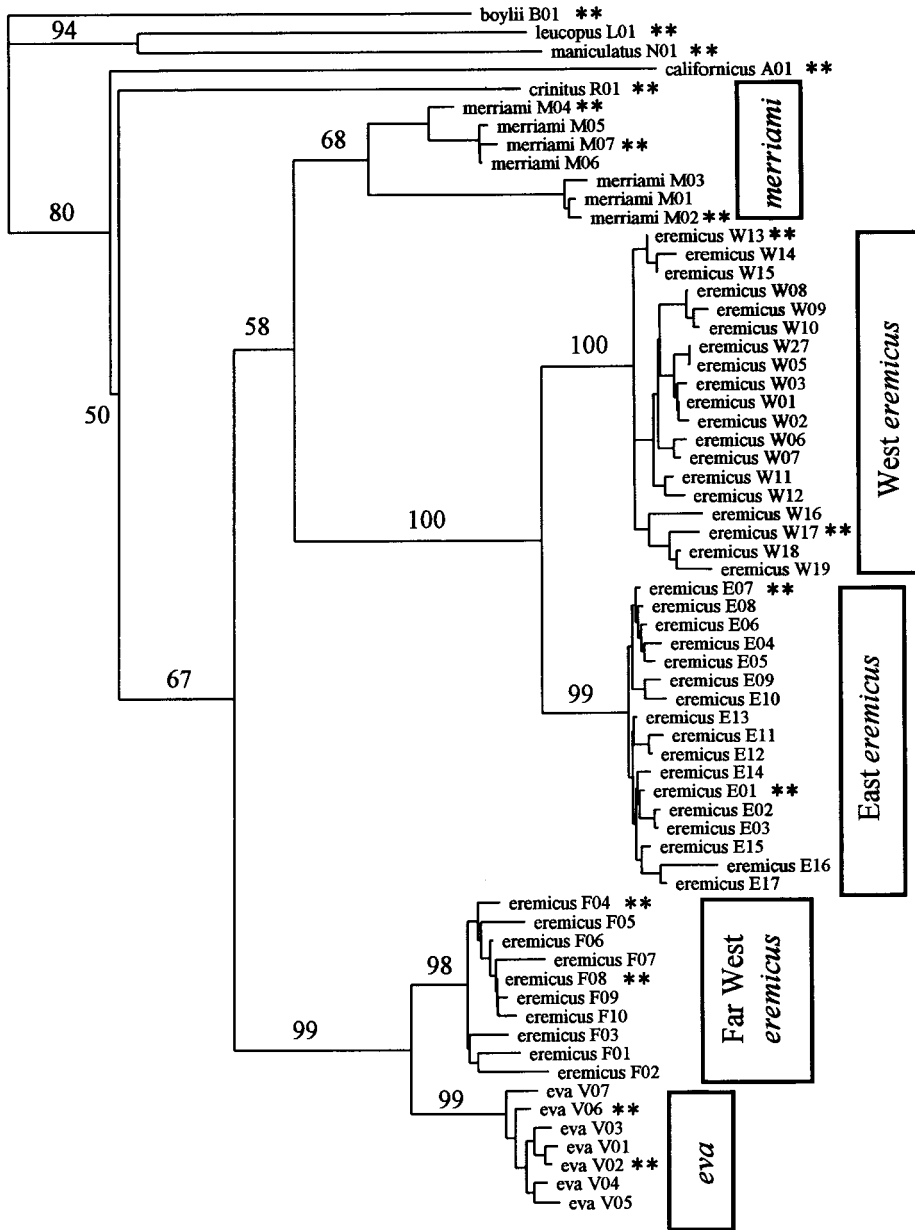 boylii B01 **
94
leucopus L01 **
maniculatus N01 **
californicus A01 **
crinitus R01 **
merriami M04 **
merriami M05
68
merriami M07 **
merriami M06
merriami M03
merriami M01
merriami M02 **
merriami
80
eremicus W13 **
eremicus W14
eremicus W15
eremicus W08
eremicus W09
eremicus W10
58
100
eremicus W27
eremicus W05
eremicus W03
eremicus W01
eremicus W02
eremicus W06
eremicus W07
eremicus W11
eremicus W12
eremicus W16
eremicus W17 **
eremicus W18
eremicus W19
West eremicus
50
100
eremicus E07 **
eremicus E08
eremicus E06
eremicus E04
eremicus E05
eremicus E09
eremicus E10
67
99
eremicus E13
eremicus E11
eremicus E12
eremicus E14
eremicus E01 **
eremicus E02
eremicus E03
eremicus E15
eremicus E16
eremicus E17
East eremicus
eremicus F04 **
eremicus F05
eremicus F06
eremicus F07
98
eremicus F08 **
eremicus F09
eremicus F10
eremicus F03
eremicus F01
eremicus F02
Far West
eremicus
99
99
eva V07
eva V06 **
eva V03
eva V01
eva V02 **
eva V04
eva V05
eva